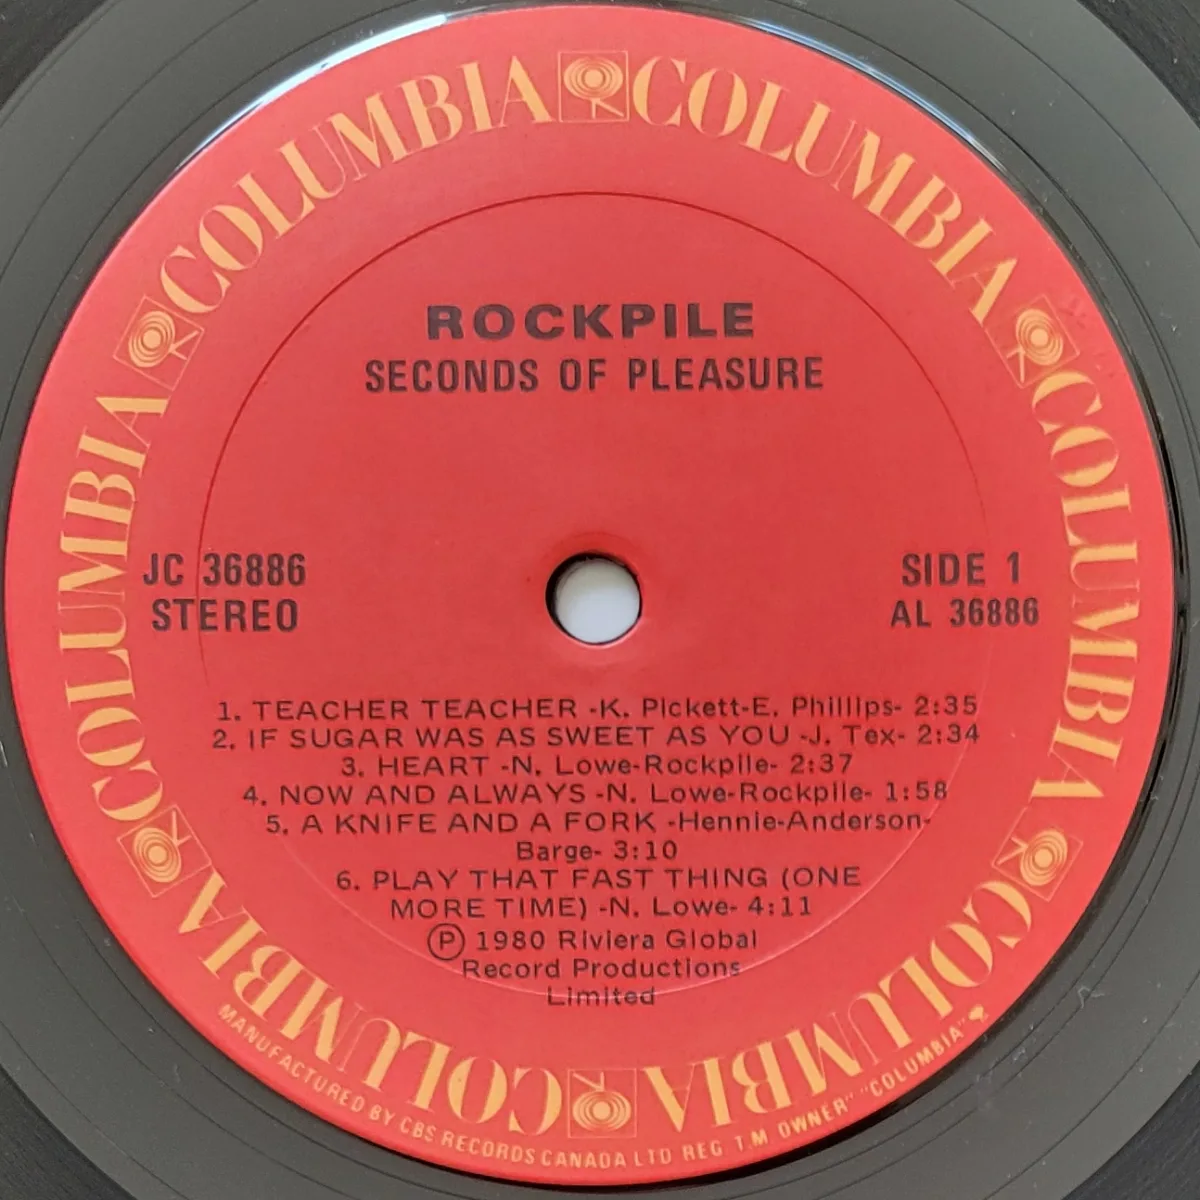 COLUMBIA COLUMBIA COLUMBIA COLUMBIA COLUMBIA COLUMBIA COLUMBIA COLUMBIA
ROCKPILE
SECONDS OF PLEASURE
JC 36886
STEREO
SIDE 1
AL 36886
1. TEACHER TEACHER -K. Pickett-E. Phillips- 2:35
2. IF SUGAR WAS AS SWEET AS YOU -J. Tex- 2:34
3. HEART -N. Lowe-Rockpile- 2:37
4. NOW AND ALWAYS -N. Lowe-Rockpile- 1:58
5. A KNIFE AND A FORK -Hennie-Anderson-
Barge- 3:10
6. PLAY THAT FAST THING (ONE
MORE TIME) -N. Lowe- 4:11
Ⓟ 1980 Riviera Global
Record Productions
Limited
MANUFACTURED BY CBS RECORDS CANADA LTD REG T.M. OWNER" "COLUMBIA"